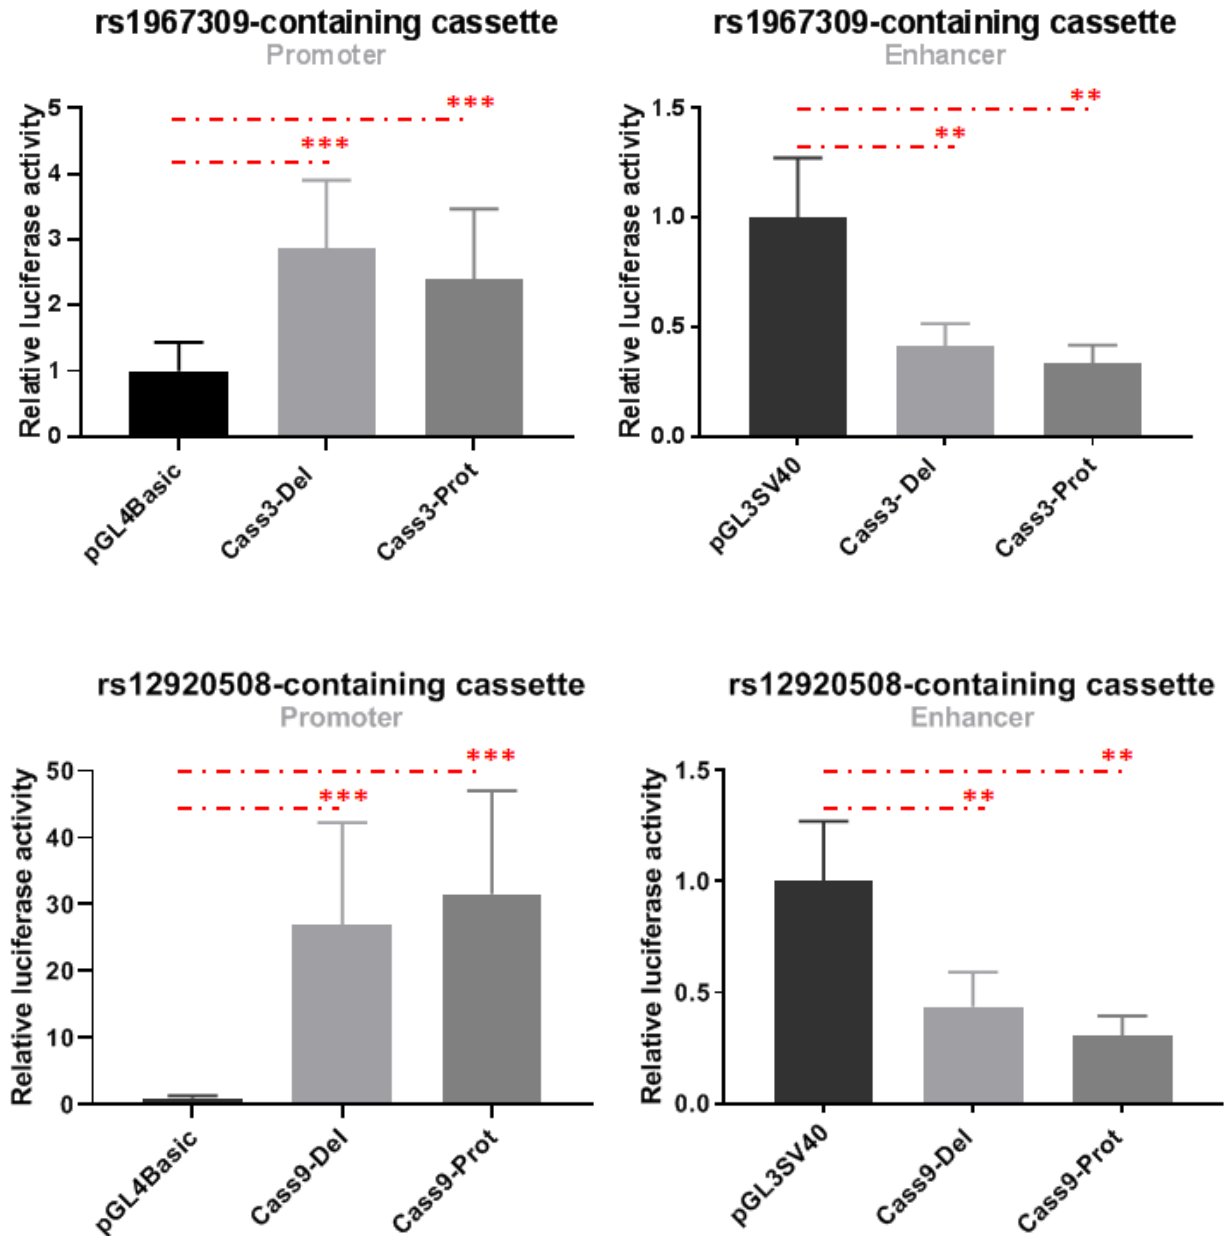 rs1967309-containing cassette
Promoter
Relative luciferase activity
5
4
3
2
1
0
***
***
pGL4Basic
Cass3-Del
Cass3-Prot
rs1967309-containing cassette
Enhancer
Relative luciferase activity
1.5
1.0
0.5
0.0
**
**
pGL3SV40
Cass3- Del
Cass3-Prot
rs12920508-containing cassette
Promoter
Relative luciferase activity
50
40
30
20
10
0
***
***
pGL4Basic
Cass9-Del
Cass9-Prot
rs12920508-containing cassette
Enhancer
Relative luciferase activity
1.5
1.0
0.5
0.0
**
**
pGL3SV40
Cass9-Del
Cass9-Prot